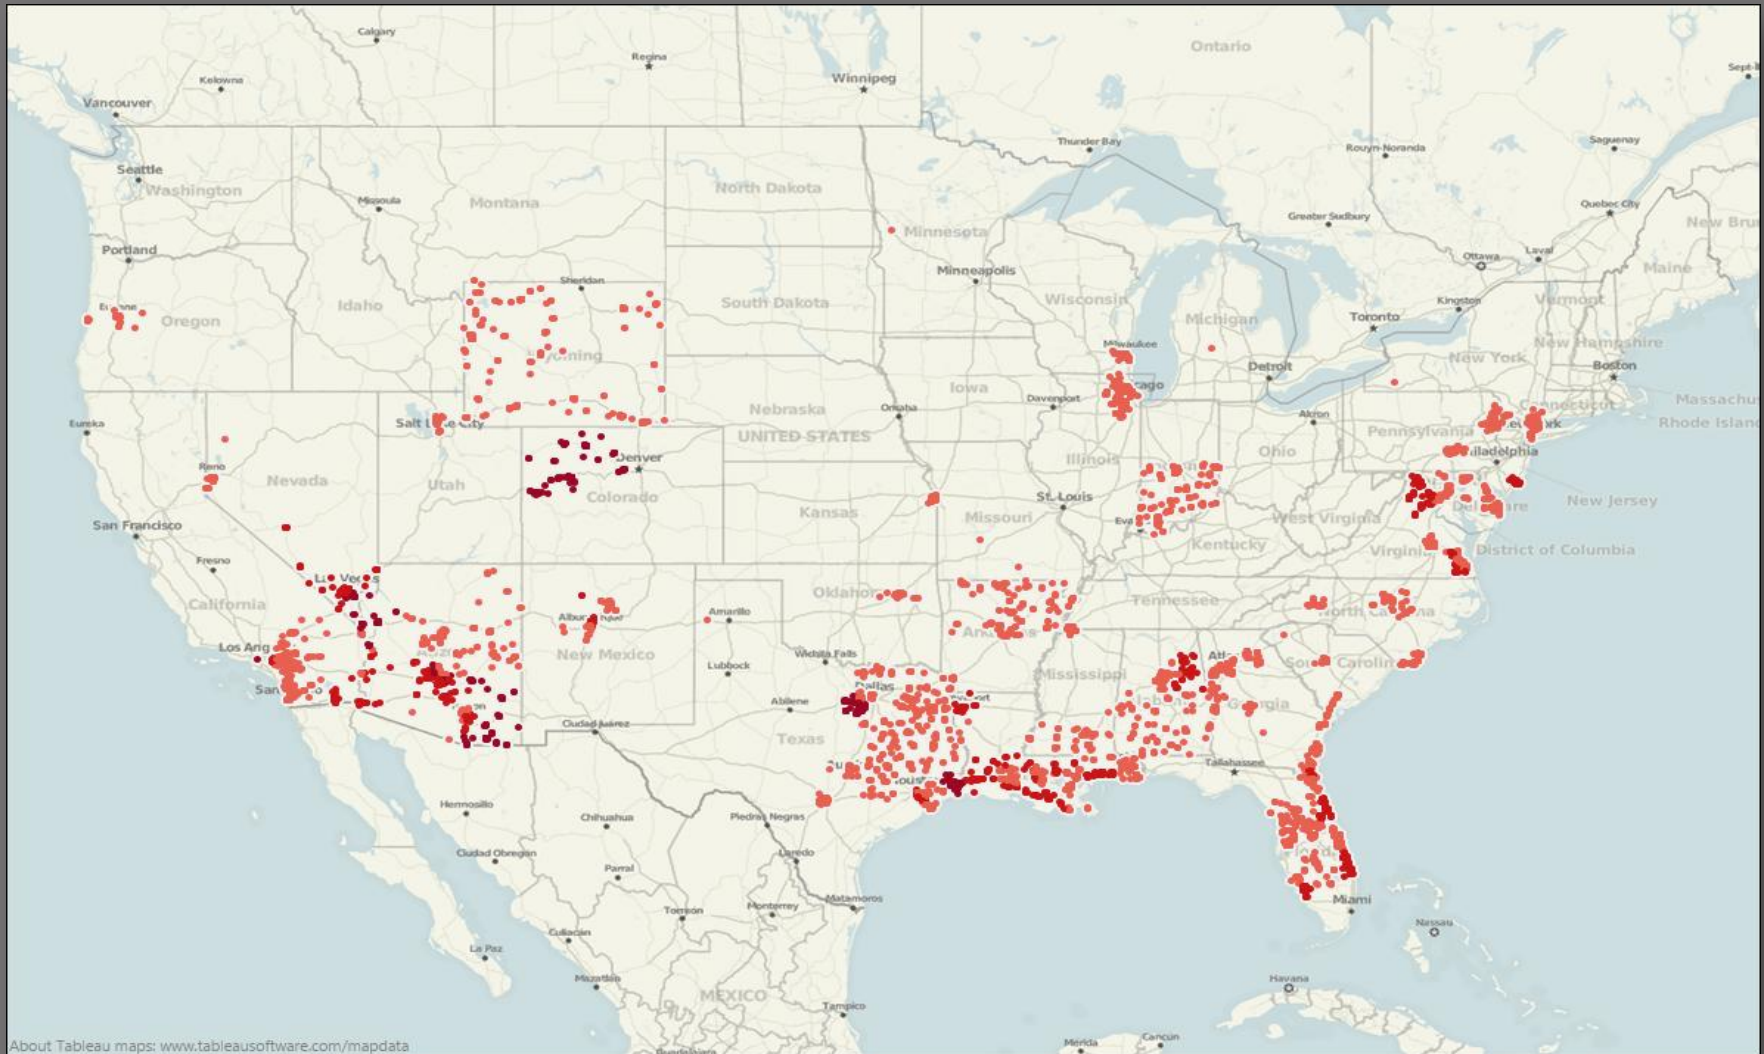 Calgary
Regina
Ontario
Kelowna
Winnipeg
Vancouver
Thunder Bay
Rouyn-Noranda
Saguenay
Seattle
Washington
Missoula
Montana
North Dakota
Quebec City
Greater Sudbury
Minnesota
Portland
Ottawa
Laval
Maine
Minneapolis
Sheridan
Idaho
South Dakota
Wisconsin
Michigan
Kingston
Vermont
Oregon
Toronto
Milwaukee
New Hampshire
New York
Detroit
Boston
Iowa
Davenport
Omaha
Nebraska
Connecticut
Rhode Island
Akron
Eureka
Pennsylvania
UNITED STATES
Denver
Illinois
Ohio
Reno
Nevada
Utah
Colorado
St. Louis
New Jersey
Kansas
Missouri
San Francisco
West Virginia
Kentucky
District of Columbia
Fresno
California
Tennessee
Amarillo
New Mexico
Wichita Falls
Lubbock
Mississippi
Dallas
Abilene
Texas
Ciudad Juárez
Tallahassee
Hermosillo
Chihuahua
Piedras Negras
Ciudad Obregon
Laredo
Parral
Miami
Matamoros
Monterrey
Torreon
Nassau
Culiacan
La Paz
Mazatlan
Havana
MEXICO
Tampico
Merida
Cancun
About Tableau maps: www.tableausoftware.com/mapdata